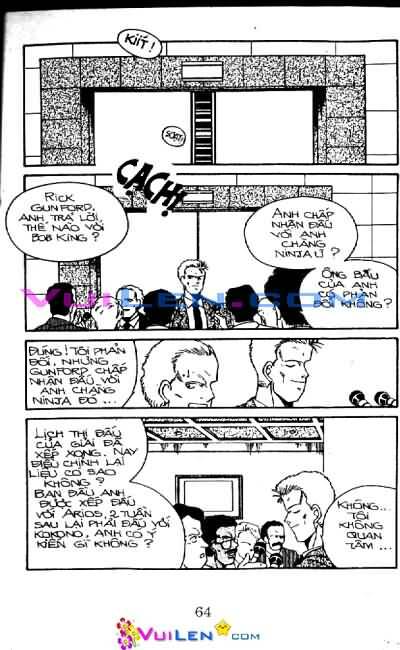 KIÍT!
SOẠT!
CẠCH!
RICK
GUNFORD,
ANH TRẢ LỜI
THẾ NÀO VỚI
BOB KING?
ANH CHẤP
NHẬN ĐẤU
VỚI ANH
CHÀNG
NINJA Ư?
ÔNG BẦU
CỦA ANH
CÓ PHẢN
ĐỐI KHÔNG?
VUILEN.COM
ĐÚNG! TÔI PHẢN
ĐỐI, NHƯNG
GUNFORD CHẤP
NHẬN ĐẤU VỚI
ANH CHÀNG
NINJA ĐÓ...
LỊCH THI ĐẤU
CỦA GIẢI ĐÃ
XẾP XONG. NAY
ĐIỀU CHỈNH LẠI
LIỆU CÓ SAO
KHÔNG?
BAN ĐẦU ANH
ĐƯỢC XẾP ĐẤU
VỚI ARIOS, 2 TUẦN
SAU LẠI PHẢI ĐẤU VỚI
KOKONO, ANH CÓ Ý
KIẾN GÌ KHÔNG?
KHÔNG...
TÔI
KHÔNG
QUAN
TÂM...
64
VUILEN.COM